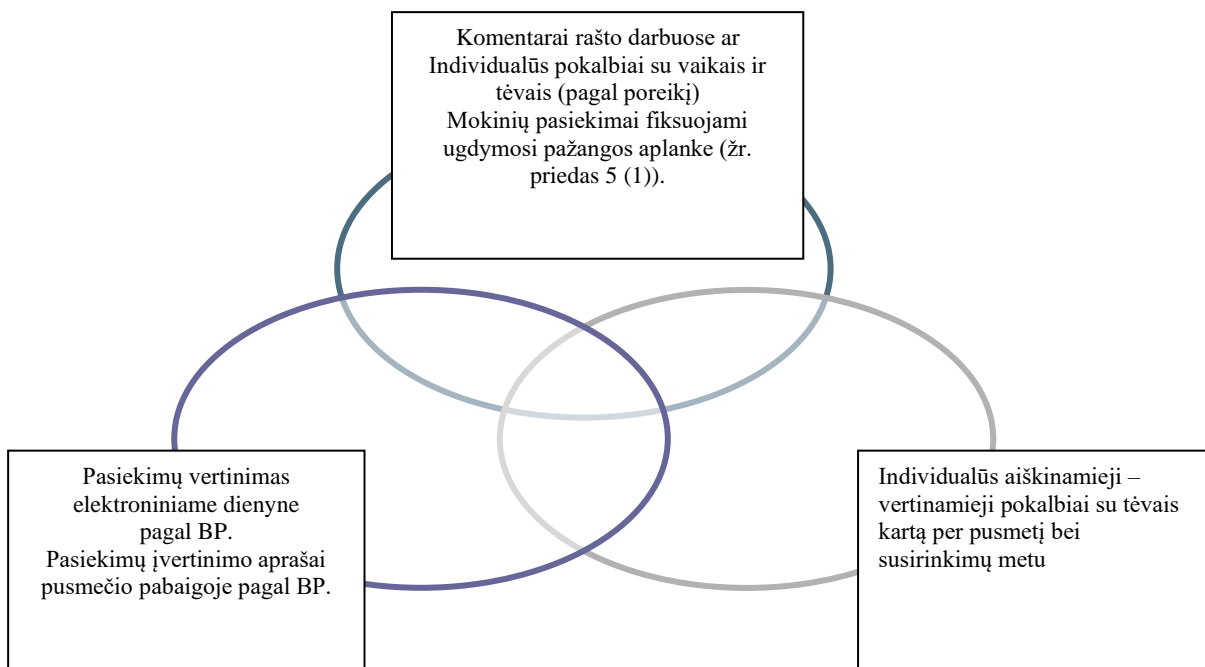 Komentarai rašto darbuose ar
Individualūs pokalbiai su vaikais ir
tėvais (pagal poreikį)
Mokinių pasiekimai fiksuojami
ugdymosi pažangos aplanke (žr.
priedas 5 (1)).
Pasiekimų vertinimas
elektroniniame dienyne
pagal BP.
Pasiekimų įvertinimo aprašai
pusmečio pabaigoje pagal BP.
Individualūs aiškinamieji –
vertinamieji pokalbiai su tėvais
kartą per pusmetį bei
susirinkimų metu